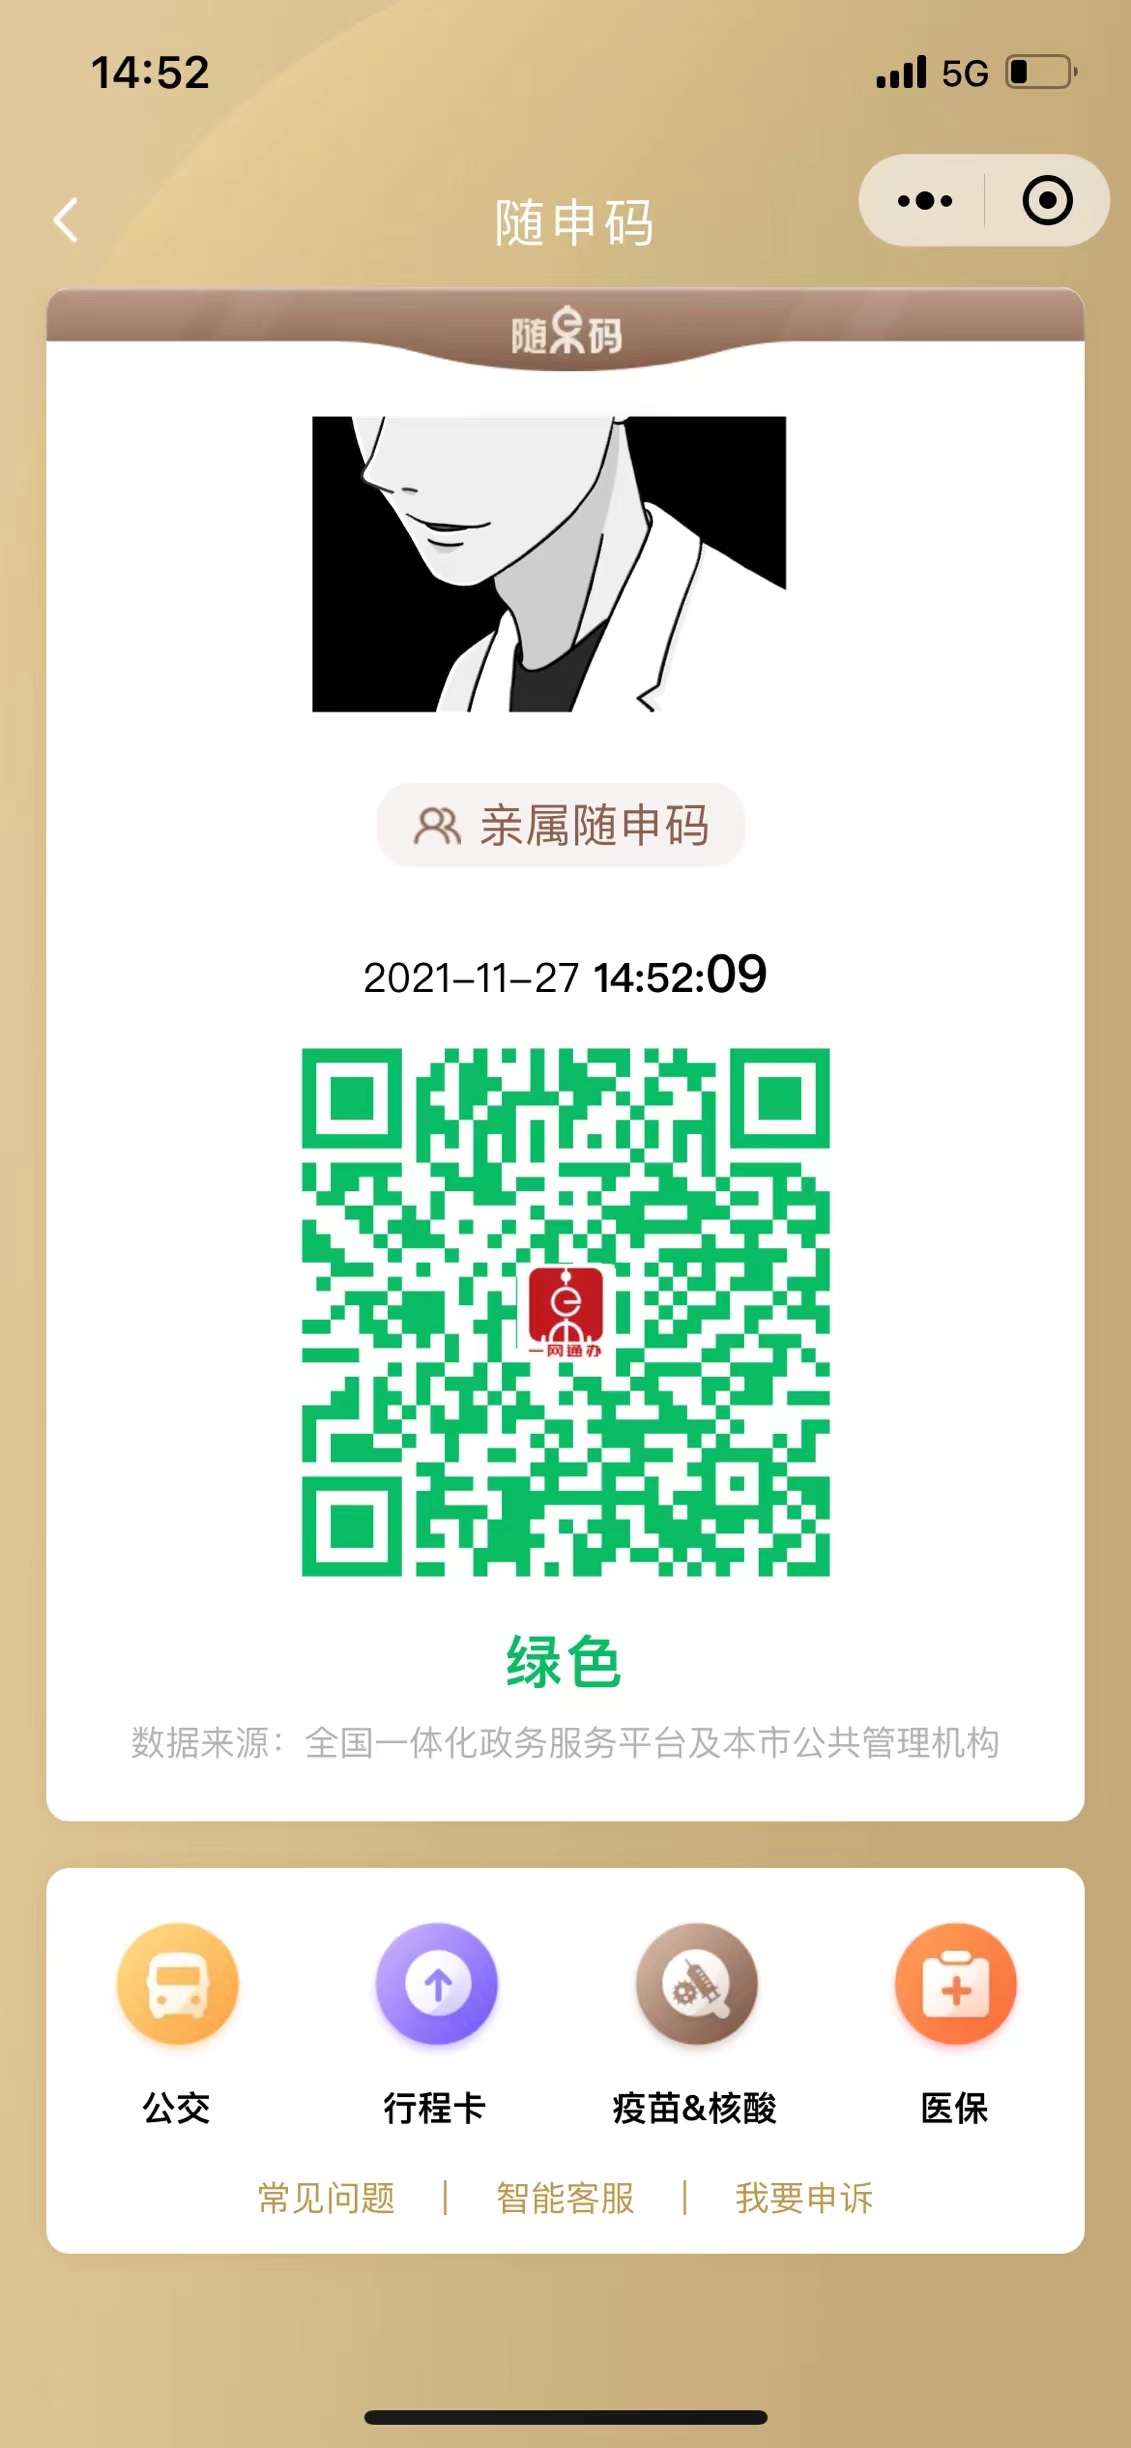 14:52
5G
随申码
随申码
亲属随申码
2021-11-27 14:52:09
一网通办
绿色
数据来源：全国一体化政务服务平台及本市公共管理机构
公交
行程卡
疫苗&核酸
医保
常见问题 | 智能客服 | 我要申诉